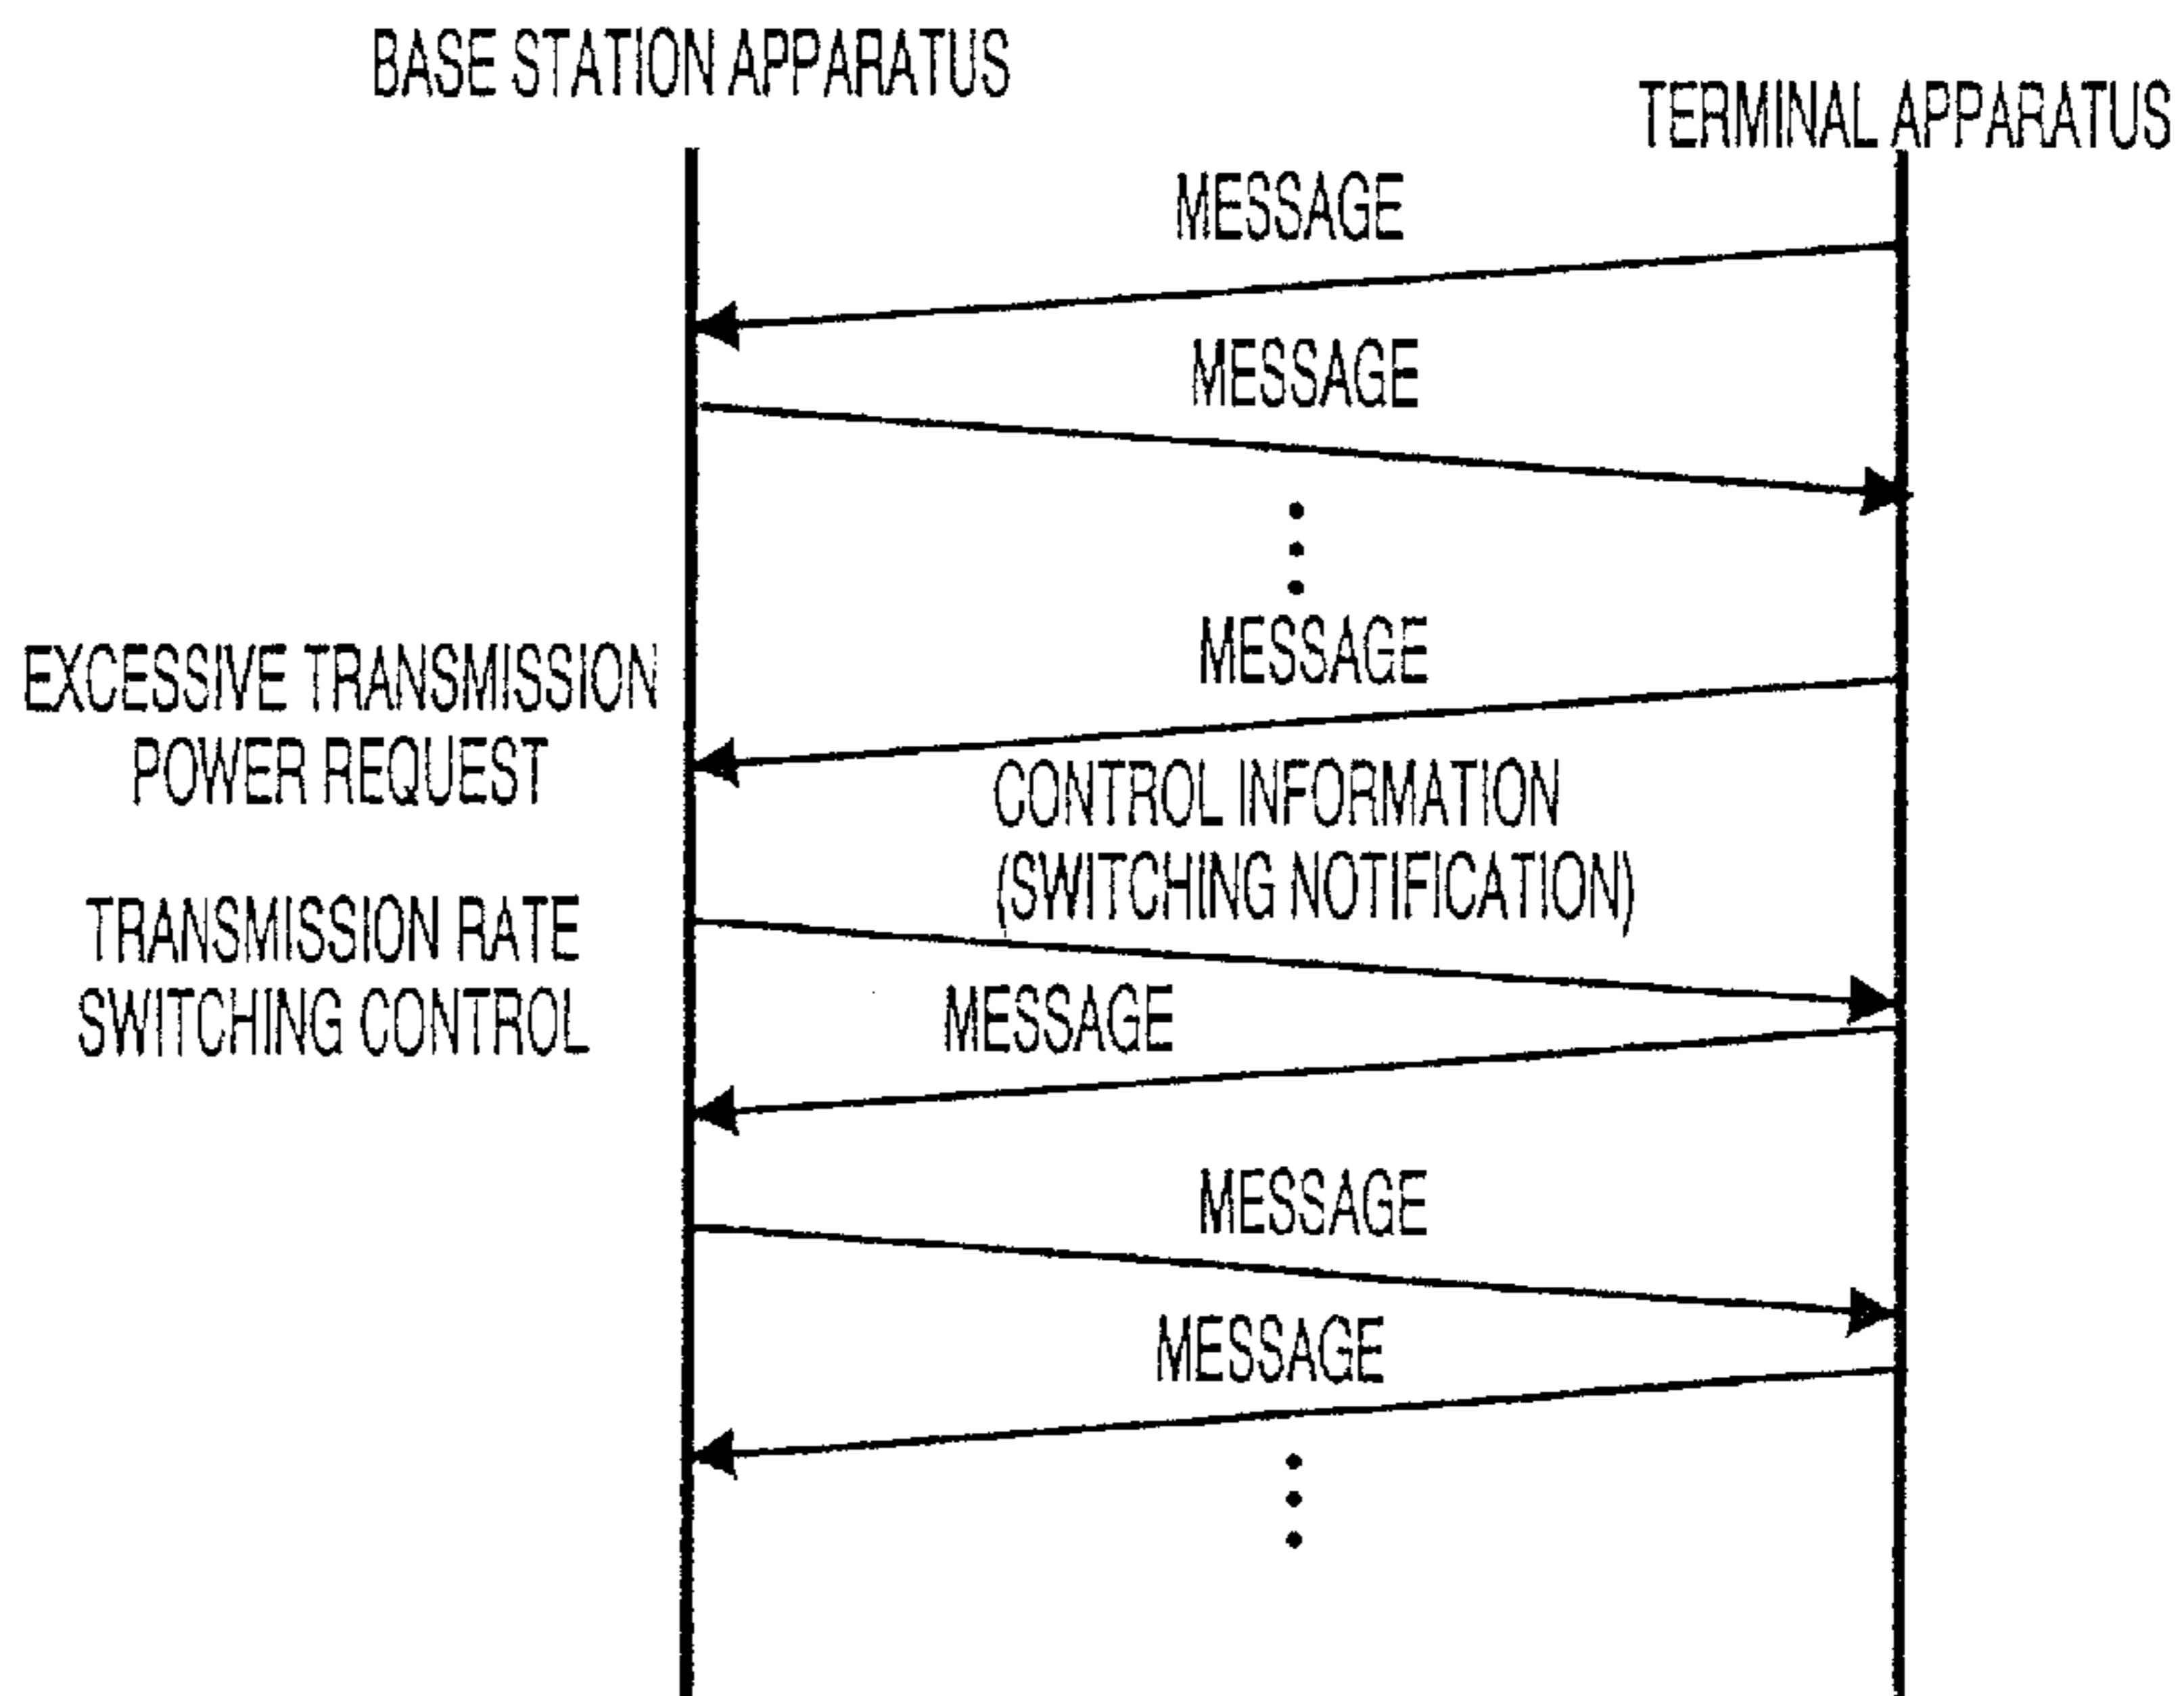 BASE STATION APPARATUS
TERMINAL APPARATUS
MESSAGE
MESSAGE
MESSAGE
EXCESSIVE TRANSMISSION
POWER REQUEST
CONTROL INFORMATION
(SWITCHING NOTIFICATION)
TRANSMISSION RATE
SWITCHING CONTROL
MESSAGE
MESSAGE
MESSAGE